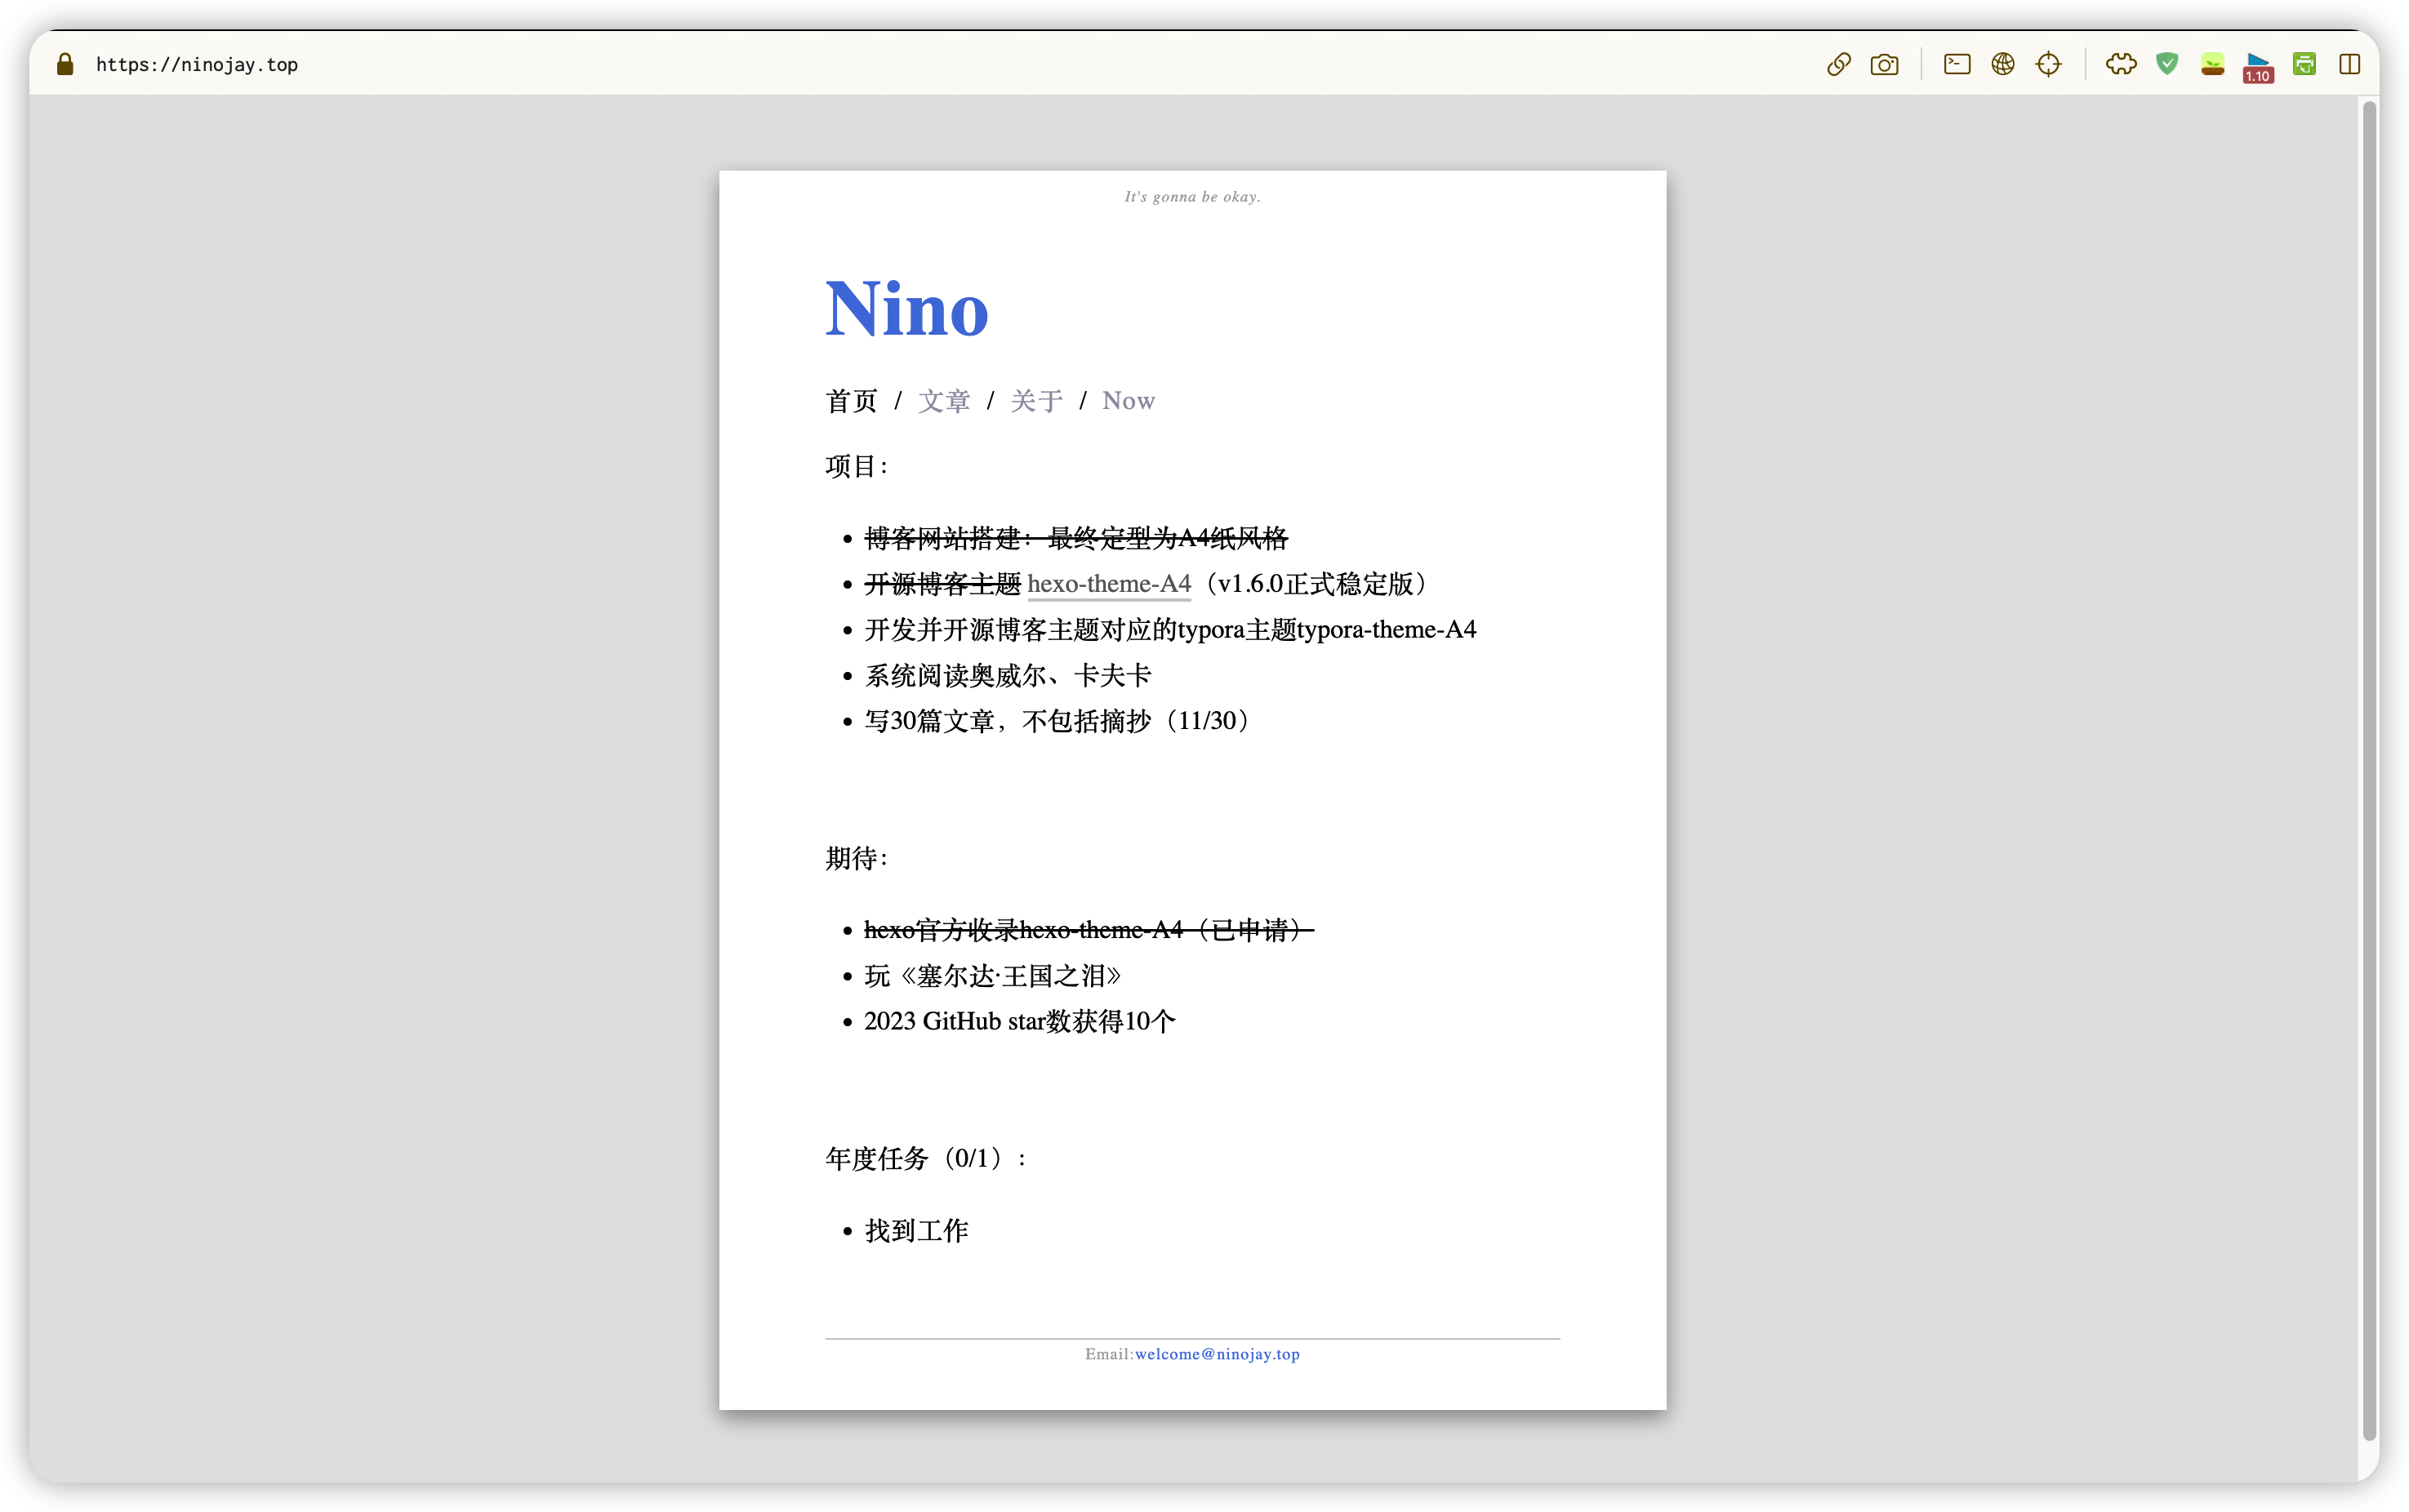 https://ninojay.top
1.10
It's gonna be okay.
Nino
首页 / 文章 / 关于 / Now
项目：
博客网站搭建：最终定型为A4纸风格
开源博客主题 hexo-theme-A4（v1.6.0正式稳定版）
开发并开源博客主题对应的typora主题typora-theme-A4
系统阅读奥威尔、卡夫卡
写30篇文章，不包括摘抄（11/30）
期待：
hexo官方收录hexo-theme-A4（已申请）
玩《塞尔达·王国之泪》
2023 GitHub star数获得10个
年度任务（0/1）：
找到工作
Email:welcome@ninojay.top